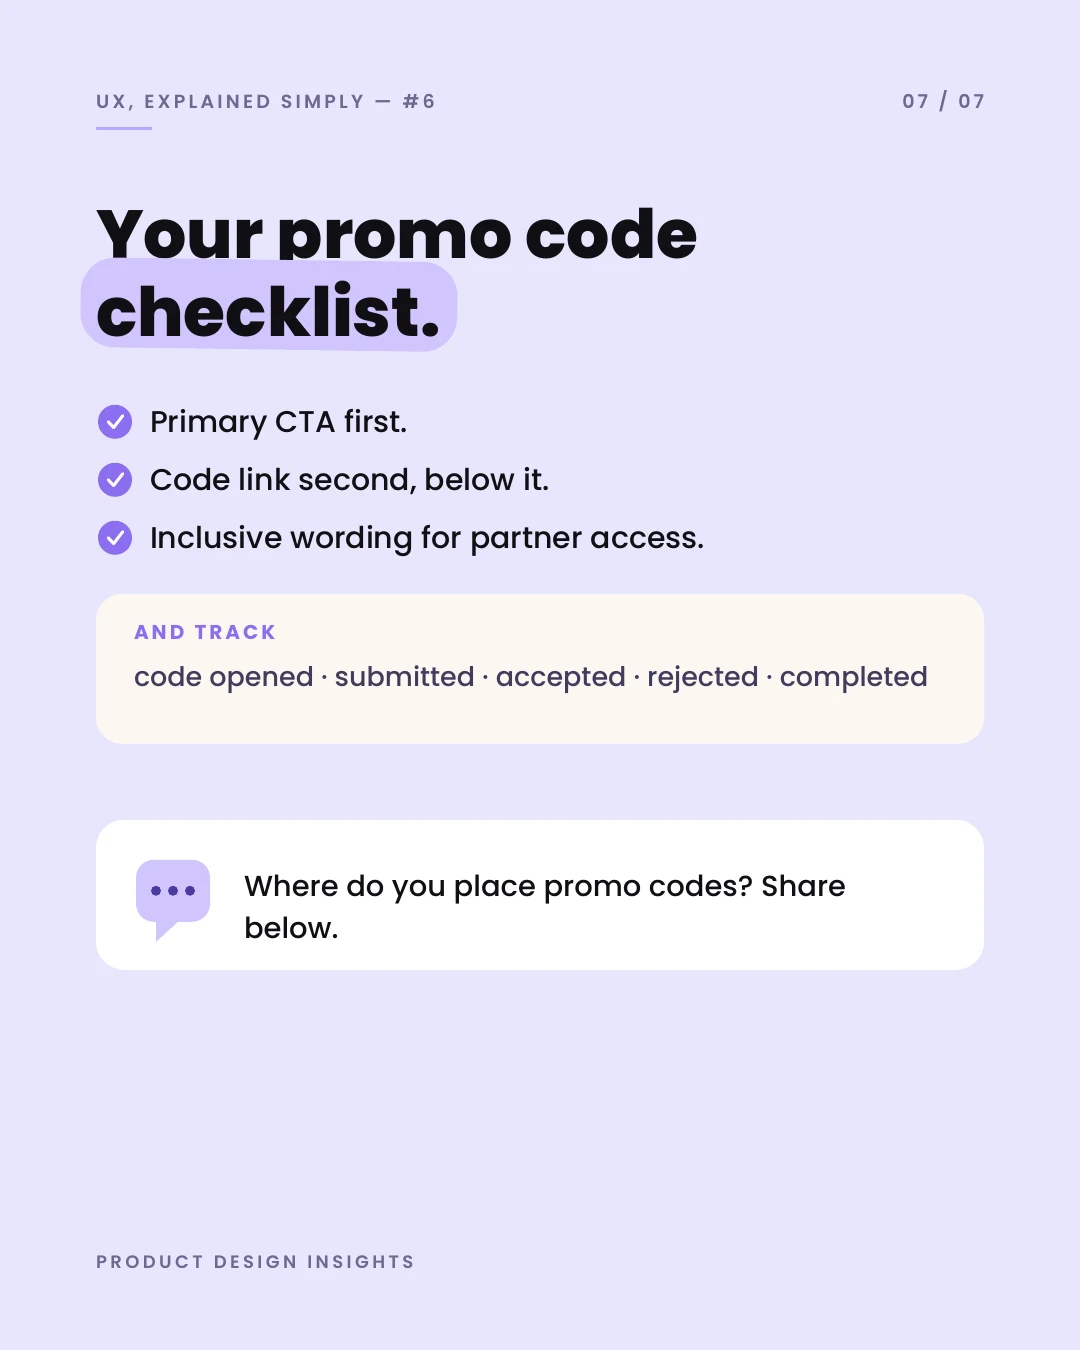 UX, EXPLAINED SIMPLY — #6
07 / 07
Your promo code
checklist.
Primary CTA first.
Code link second, below it.
Inclusive wording for partner access.
AND TRACK
code opened · submitted · accepted · rejected · completed
Where do you place promo codes? Share
below.
PRODUCT DESIGN INSIGHTS